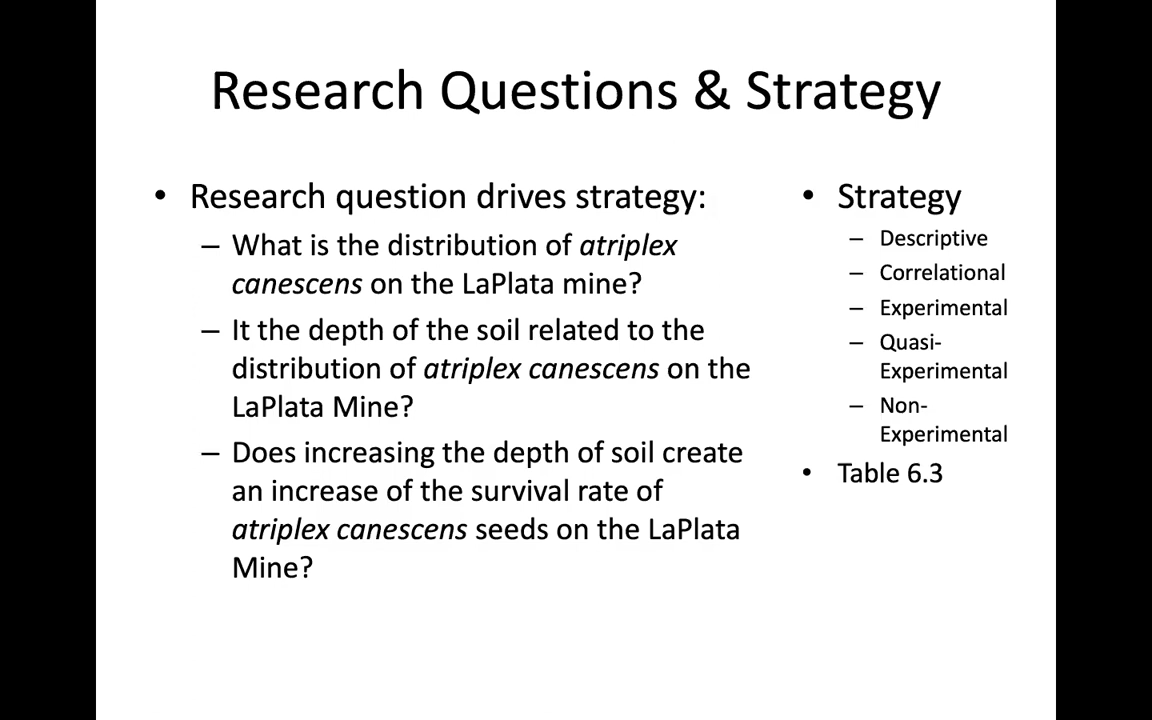 Research Questions & Strategy
• Research question drives strategy:
– What is the distribution of atriplex
canescens on the LaPlata mine?
– It the depth of the soil related to the
distribution of atriplex canescens on the
LaPlata Mine?
– Does increasing the depth of soil create
an increase of the survival rate of
atriplex canescens seeds on the LaPlata
Mine?
• Strategy
– Descriptive
– Correlational
– Experimental
– Quasi-
Experimental
– Non-
Experimental
• Table 6.3